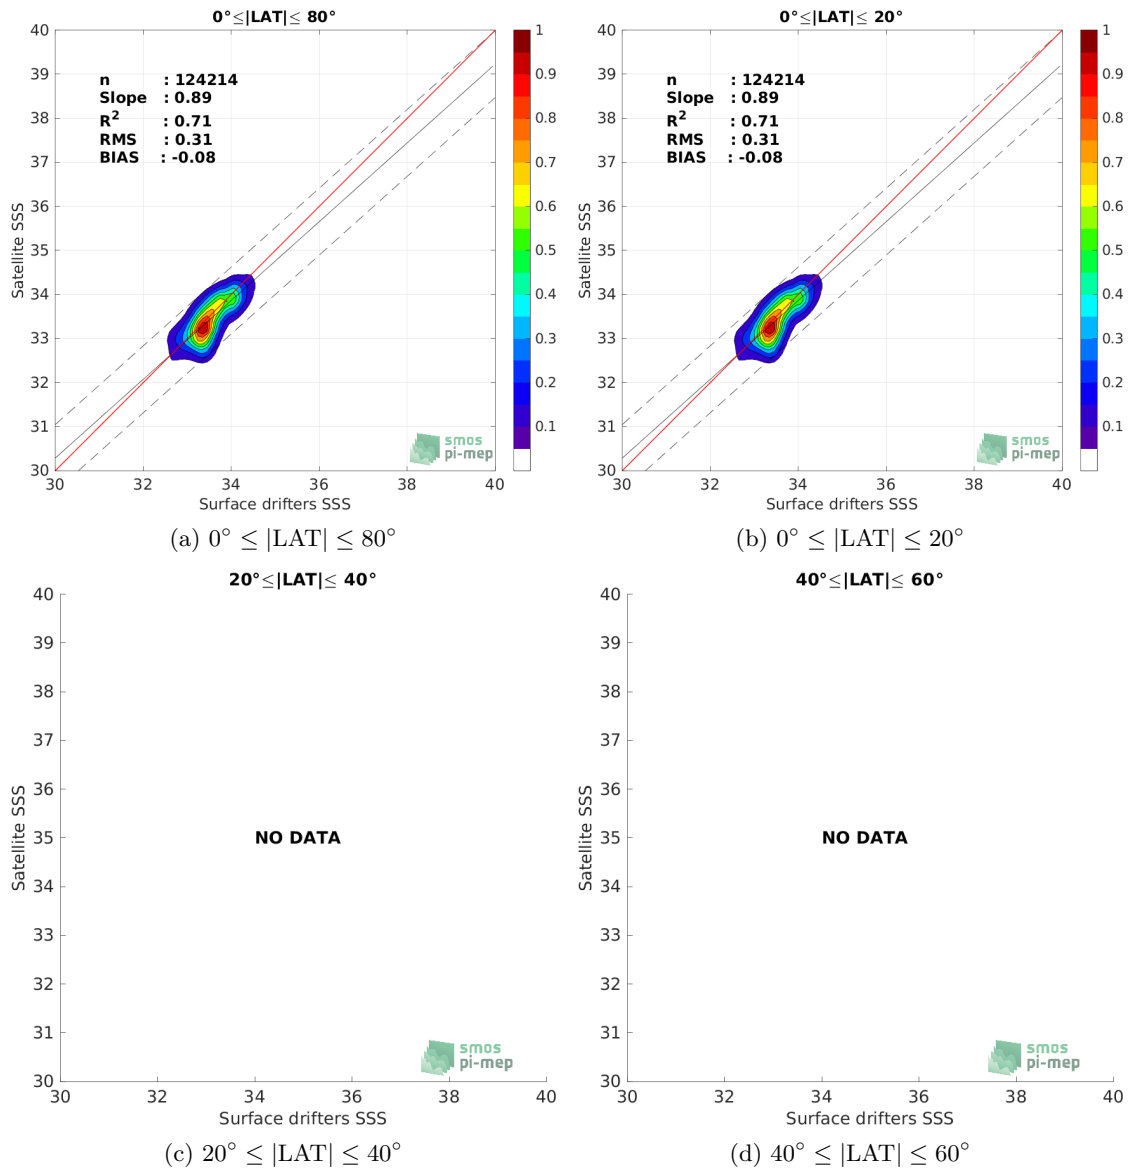 0°≤|LAT|≤ 80°
40
39
38
37
36
35
34
33
32
31
30
Satellite SSS
n : 124214
Slope : 0.89
R² : 0.71
RMS : 0.31
BIAS : -0.08
1
0.9
0.8
0.7
0.6
0.5
0.4
0.3
0.2
0.1
smos
pi-mep
30 32 34 36 38 40
Surface drifters SSS
(a) 0° ≤ |LAT| ≤ 80°
0°≤|LAT|≤ 20°
40
39
38
37
36
35
34
33
32
31
30
Satellite SSS
n : 124214
Slope : 0.89
R² : 0.71
RMS : 0.31
BIAS : -0.08
1
0.9
0.8
0.7
0.6
0.5
0.4
0.3
0.2
0.1
smos
pi-mep
30 32 34 36 38 40
Surface drifters SSS
(b) 0° ≤ |LAT| ≤ 20°
20°≤|LAT|≤ 40°
40
39
38
37
36
35
34
33
32
31
30
Satellite SSS
NO DATA
smos
pi-mep
30 32 34 36 38 40
Surface drifters SSS
(c) 20° ≤ |LAT| ≤ 40°
40°≤|LAT|≤ 60°
40
39
38
37
36
35
34
33
32
31
30
Satellite SSS
NO DATA
smos
pi-mep
30 32 34 36 38 40
Surface drifters SSS
(d) 40° ≤ |LAT| ≤ 60°